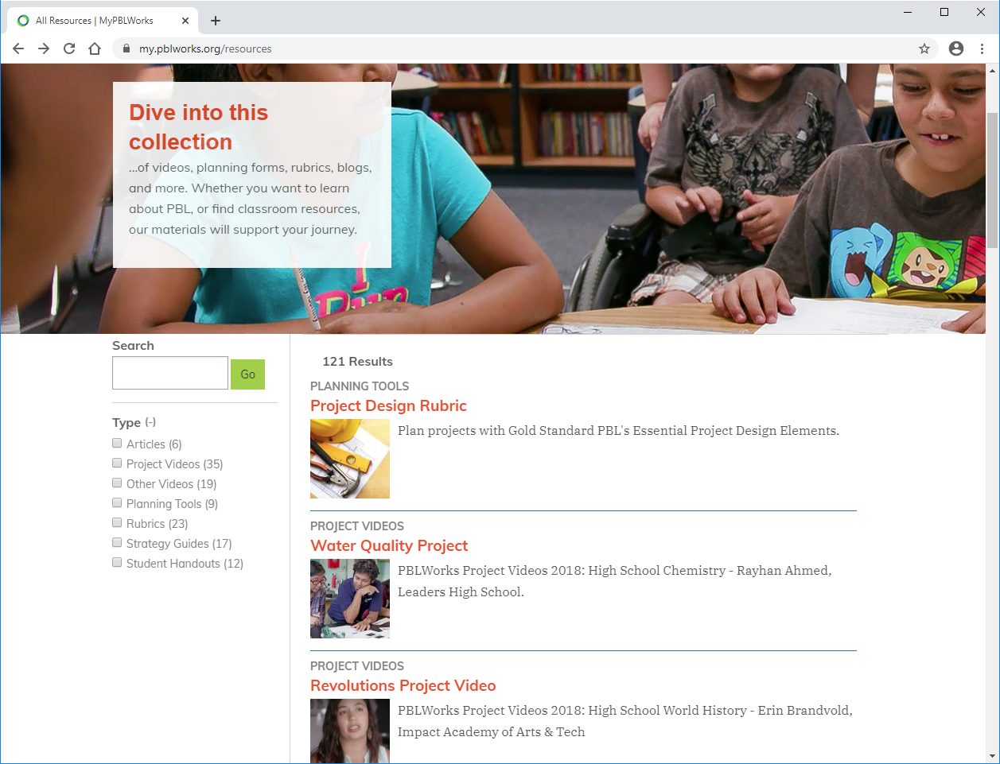 All Resources | MyPBLWorks
my.pblworks.org/resources
Dive into this
collection
...of videos, planning forms, rubrics, blogs,
and more. Whether you want to learn
about PBL, or find classroom resources,
our materials will support your journey.
Search
Go
Type (-)
Articles (6)
Project Videos (35)
Other Videos (19)
Planning Tools (9)
Rubrics (23)
Strategy Guides (17)
Student Handouts (12)
121 Results
PLANNING TOOLS
Project Design Rubric
Plan projects with Gold Standard PBL's Essential Project Design Elements.
PROJECT VIDEOS
Water Quality Project
PBLWorks Project Videos 2018: High School Chemistry - Rayhan Ahmed,
Leaders High School.
PROJECT VIDEOS
Revolutions Project Video
PBLWorks Project Videos 2018: High School World History - Erin Brandvold,
Impact Academy of Arts & Tech